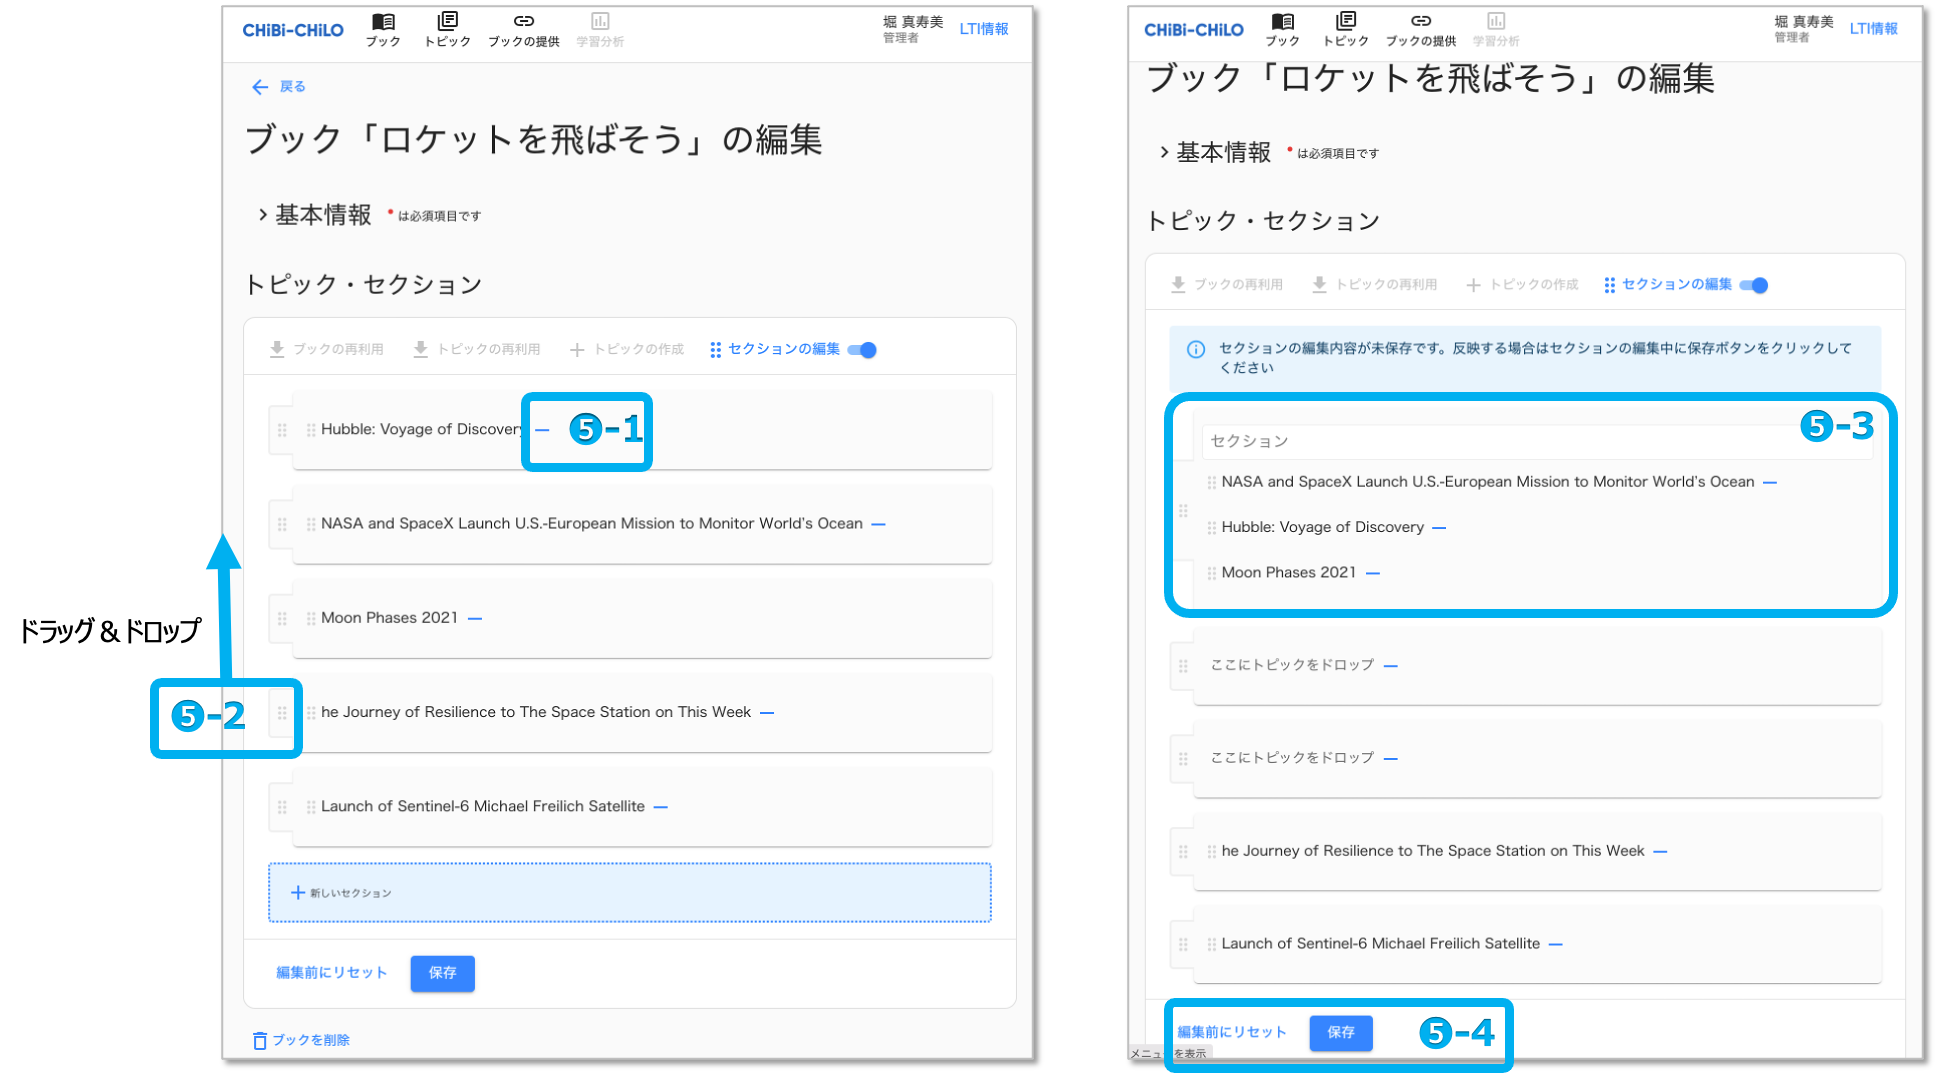 CHiBi-CHiLO
ブック
トピック
ブックの提供
学習分析
堀 真寿美
管理者
LTI情報
戻る
ブック「ロケットを飛ばそう」の編集
基本情報 * は必須項目です
トピック・セクション
ブックの再利用
トピックの再利用
トピックの作成
セクションの編集
Hubble: Voyage of Discovery
❺-1
NASA and SpaceX Launch U.S.-European Mission to Monitor World's Ocean
Moon Phases 2021
ドラッグ＆ドロップ
❺-2
he Journey of Resilience to The Space Station on This Week
Launch of Sentinel-6 Michael Freilich Satellite
新しいセクション
編集前にリセット
保存
ブックを削除
CHiBi-CHiLO
ブック
トピック
ブックの提供
学習分析
堀 真寿美
管理者
LTI情報
ブック「ロケットを飛ばそう」の編集
基本情報 * は必須項目です
トピック・セクション
ブックの再利用
トピックの再利用
トピックの作成
セクションの編集
セクションの編集内容が未保存です。反映する場合はセクションの編集中に保存ボタンをクリックして
ください
❺-3
セクション
NASA and SpaceX Launch U.S.-European Mission to Monitor World's Ocean
Hubble: Voyage of Discovery
Moon Phases 2021
ここにトピックをドロップ
ここにトピックをドロップ
he Journey of Resilience to The Space Station on This Week
Launch of Sentinel-6 Michael Freilich Satellite
編集前にリセット
保存
❺-4
メニュ を表示